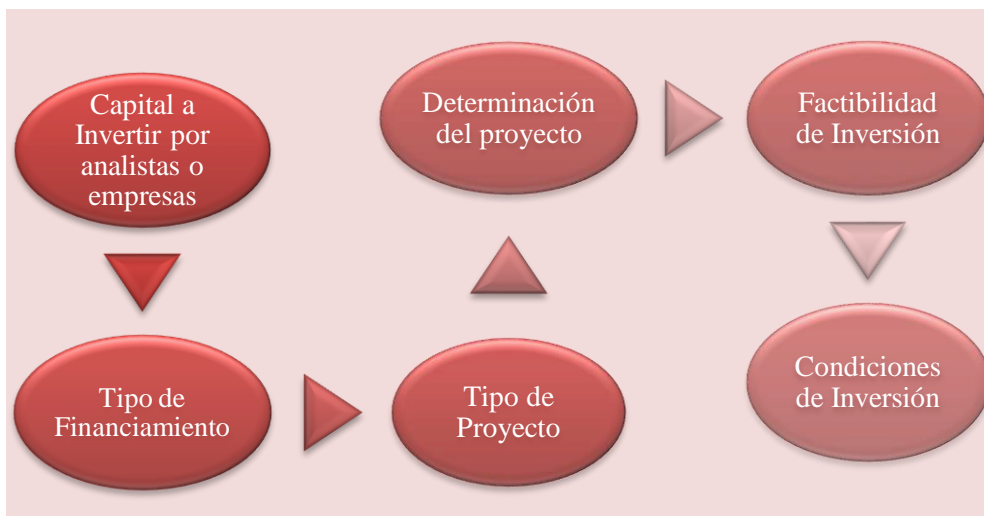 Capital a
Invertir por
analistas o
empresas
Tipo de
Financiamiento
Tipo de
Proyecto
Determinación
del proyecto
Factibilidad
de Inversión
Condiciones
de Inversión